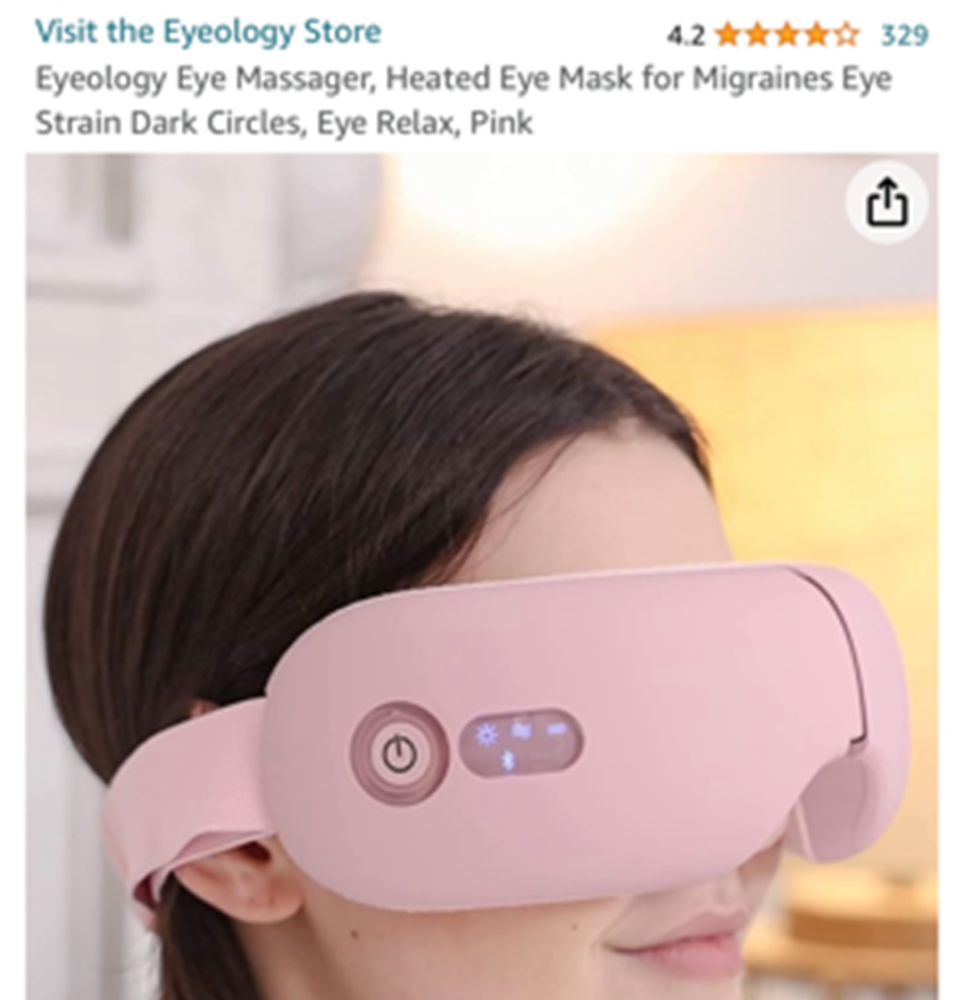 Visit the Eyeology Store
4.2 329
Eyeology Eye Massager, Heated Eye Mask for Migraines Eye
Strain Dark Circles, Eye Relax, Pink